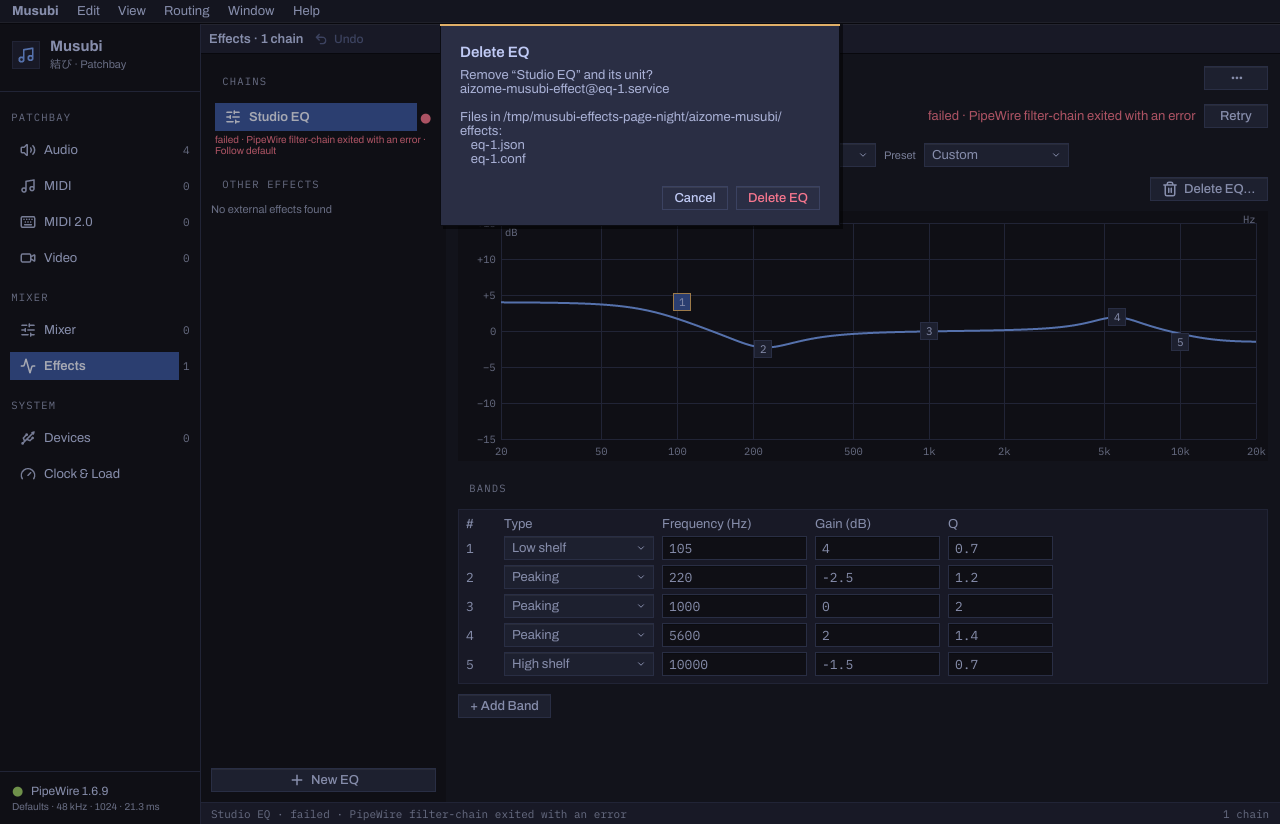 Musubi Edit View Routing Window Help
Musubi
結び · Patchbay
PATCHBAY
Audio 4
MIDI 0
MIDI 2.0 0
Video 0
MIXER
Mixer 0
Effects 1
SYSTEM
Devices 0
Clock & Load
PipeWire 1.6.9
Defaults · 48 kHz · 1024 · 21.3 ms
Effects · 1 chain Undo
CHAINS
Studio EQ
failed · PipeWire filter-chain exited with an error ·
Follow default
OTHER EFFECTS
No external effects found
New EQ
Delete EQ
Remove “Studio EQ” and its unit?
aizome-musubi-effect@eq-1.service
Files in /tmp/musubi-effects-page-night/aizome-musubi/
effects:
eq-1.json
eq-1.conf
Cancel Delete EQ
···
failed · PipeWire filter-chain exited with an error Retry
Preset Custom
Delete EQ...
Hz
dB
+10
+5
0
−5
−10
−15
1
2
3
4
5
20 50 100 200 500 1k 2k 5k 10k 20k
BANDS
# Type Frequency (Hz) Gain (dB) Q
1 Low shelf 105 4 0.7
2 Peaking 220 -2.5 1.2
3 Peaking 1000 0 2
4 Peaking 5600 2 1.4
5 High shelf 10000 -1.5 0.7
+ Add Band
Studio EQ · failed · PipeWire filter-chain exited with an error 1 chain